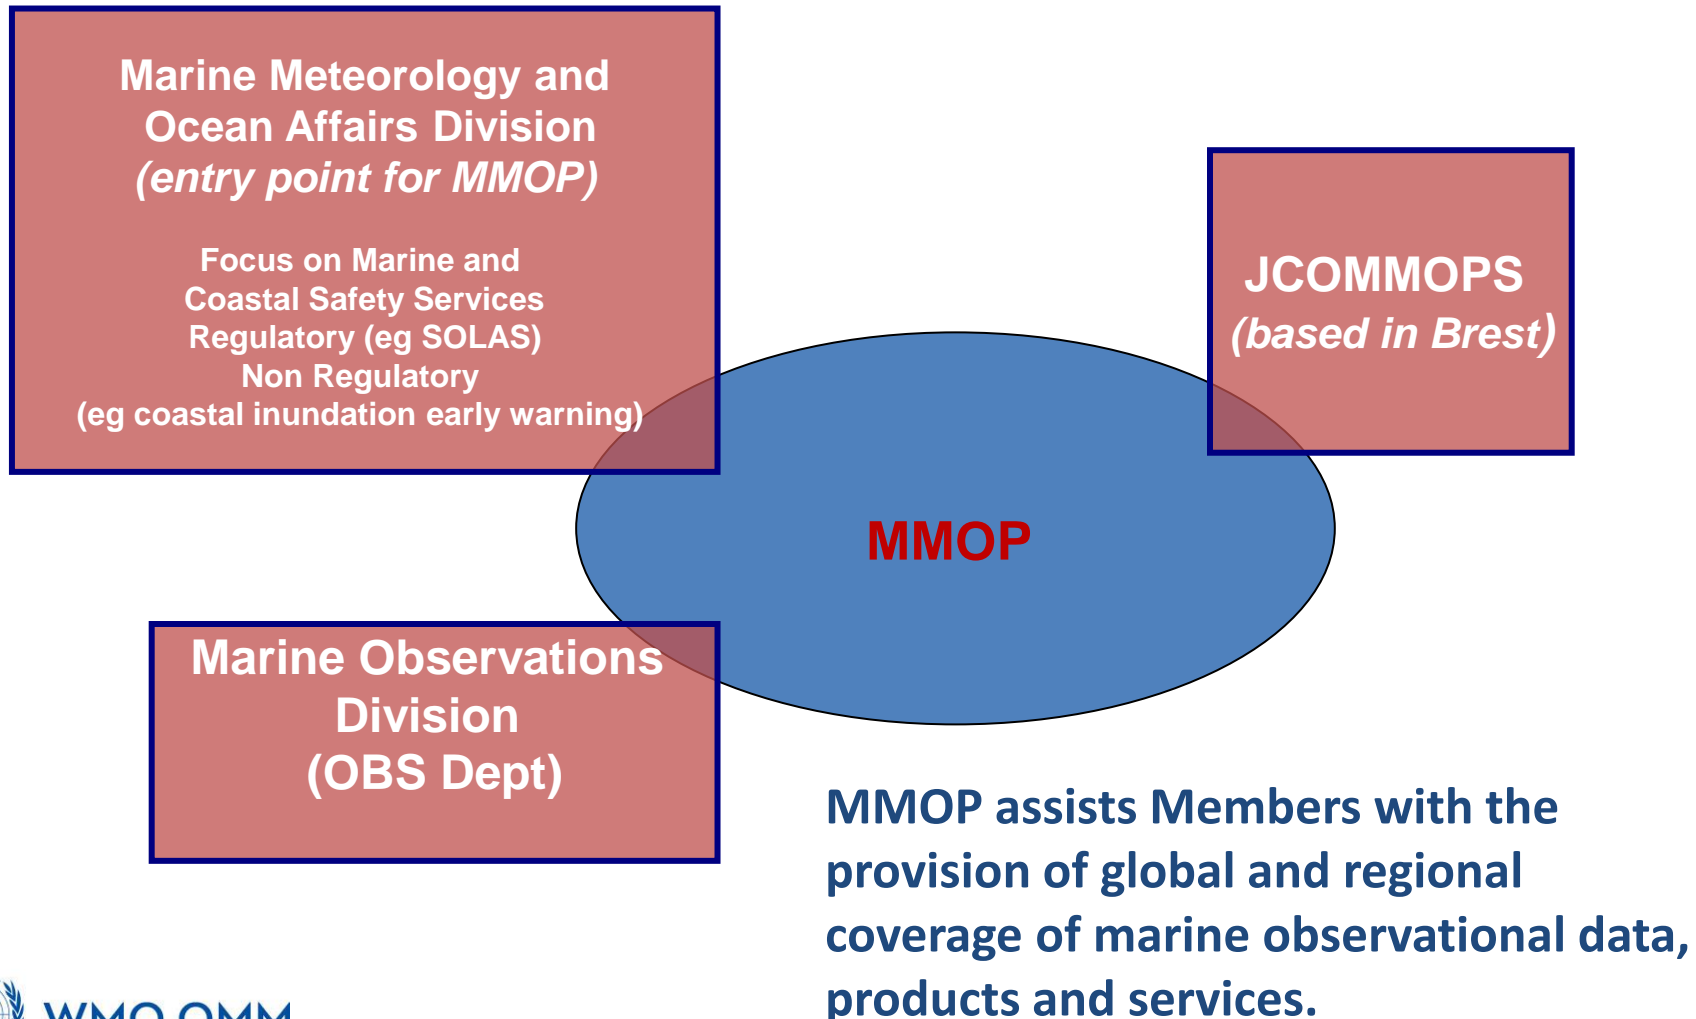 Marine Meteorology and
Ocean Affairs Division
(entry point for MMOP)
Focus on Marine and
Coastal Safety Services
Regulatory (eg SOLAS)
Non Regulatory
(eg coastal inundation early warning)
JCOMMOPS
(based in Brest)
MMOP
Marine Observations
Division
(OBS Dept)
MMOP assists Members with the
provision of global and regional
coverage of marine observational data,
products and services.
WMO OMM